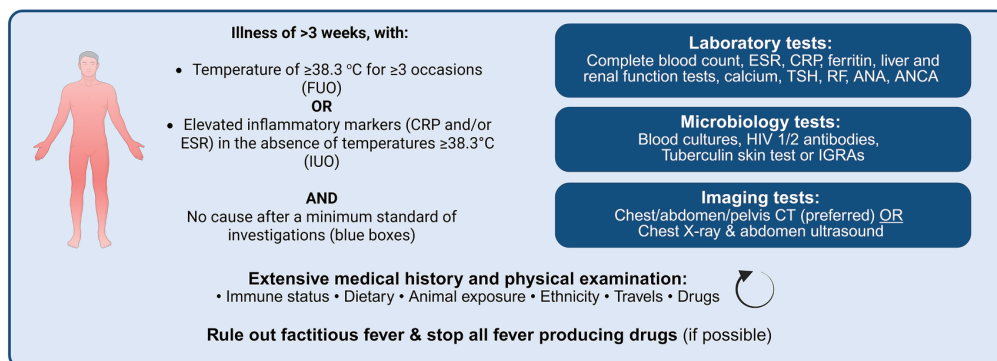 Illness of >3 weeks, with:
• Temperature of ≥38.3 ºC for ≥3 occasions
(FUO)
OR
• Elevated inflammatory markers (CRP and/or
ESR) in the absence of temperatures ≥38.3°C
(IUO)
AND
No cause after a minimum standard of
investigations (blue boxes)
Laboratory tests:
Complete blood count, ESR, CRP, ferritin, liver and
renal function tests, calcium, TSH, RF, ANA, ANCA
Microbiology tests:
Blood cultures, HIV 1/2 antibodies,
Tuberculin skin test or IGRAs
Imaging tests:
Chest/abdomen/pelvis CT (preferred) OR
Chest X-ray & abdomen ultrasound
Extensive medical history and physical examination:
• Immune status • Dietary • Animal exposure • Ethnicity • Travels • Drugs
Rule out factitious fever & stop all fever producing drugs (if possible)